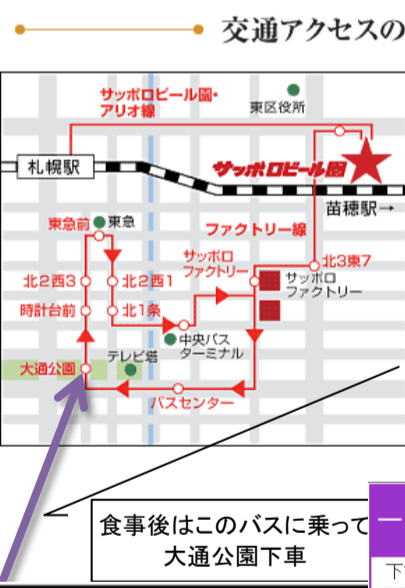 交通アクセスの
サッポロビール園・
アリオ線
東区役所
札幌駅
サッポロビール園
苗穂駅→
東急前
東急
ファクトリー線
サッポロ
ファクトリー
北3東7
北2西3
北2西1
サッポロ
ファクトリー
時計台前
北1条
中央バス
ターミナル
テレビ塔
大通公園
バスセンター
食事後はこのバスに乗って
大通公園下車
一